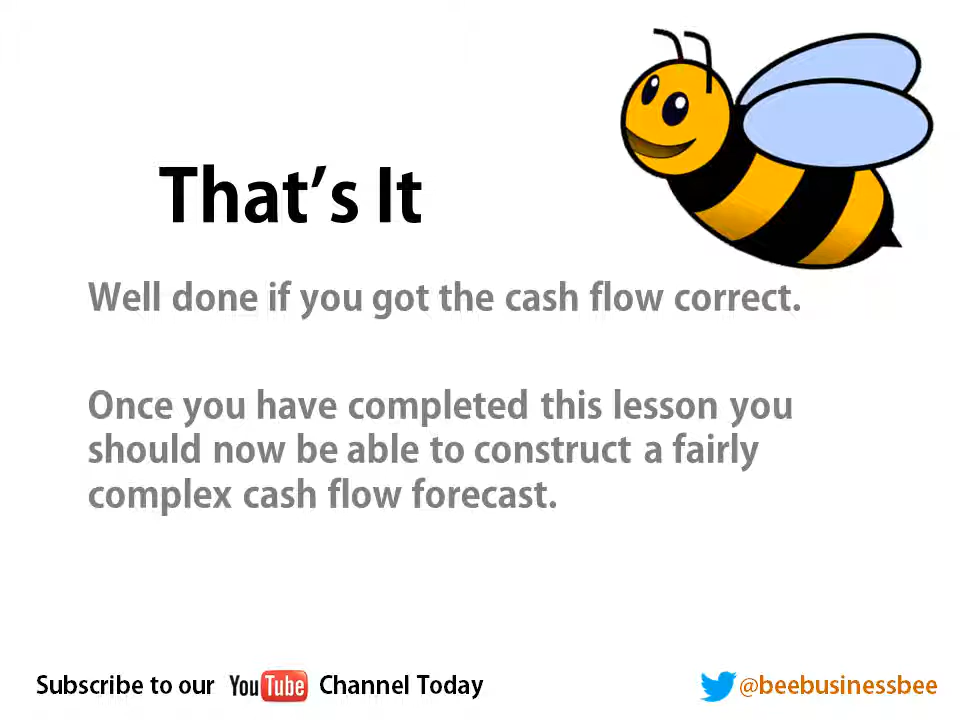 That’s It
Well done if you got the cash flow correct.
Once you have completed this lesson you
should now be able to construct a fairly
complex cash flow forecast.
Subscribe to our YouTube Channel Today
@beebusinessbee